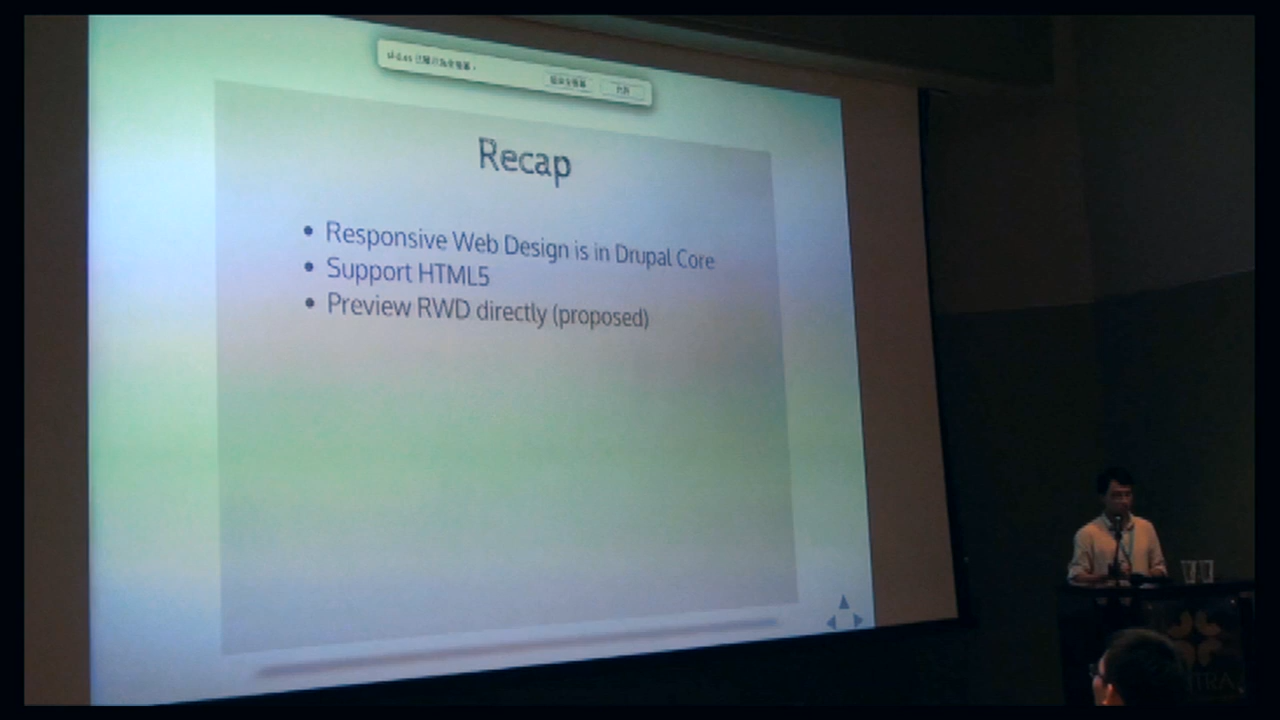 Recap
Responsive Web Design is in Drupal Core
Support HTML5
Preview RWD directly (proposed)